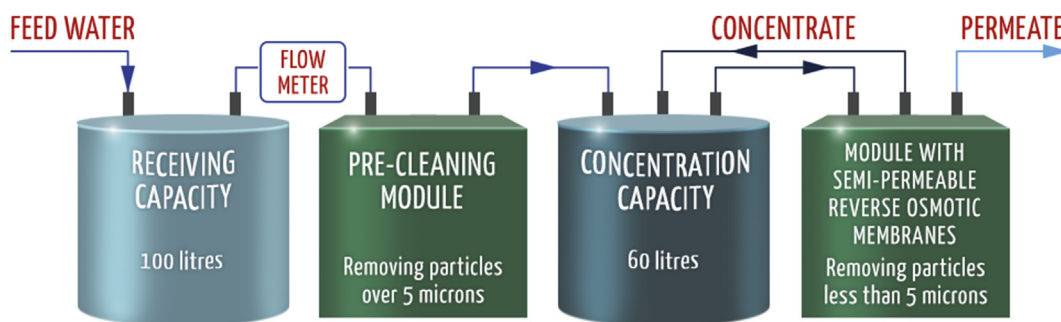 FEED WATER
FLOW
METER
CONCENTRATE
PERMEATE
RECEIVING
CAPACITY
100 litres
PRE-CLEANING
MODULE
Removing particles
over 5 microns
CONCENTRATION
CAPACITY
60 litres
MODULE WITH
SEMI-PERMEABLE
REVERSE OSMOTIC
MEMBRANES
Removing particles
less than 5 microns